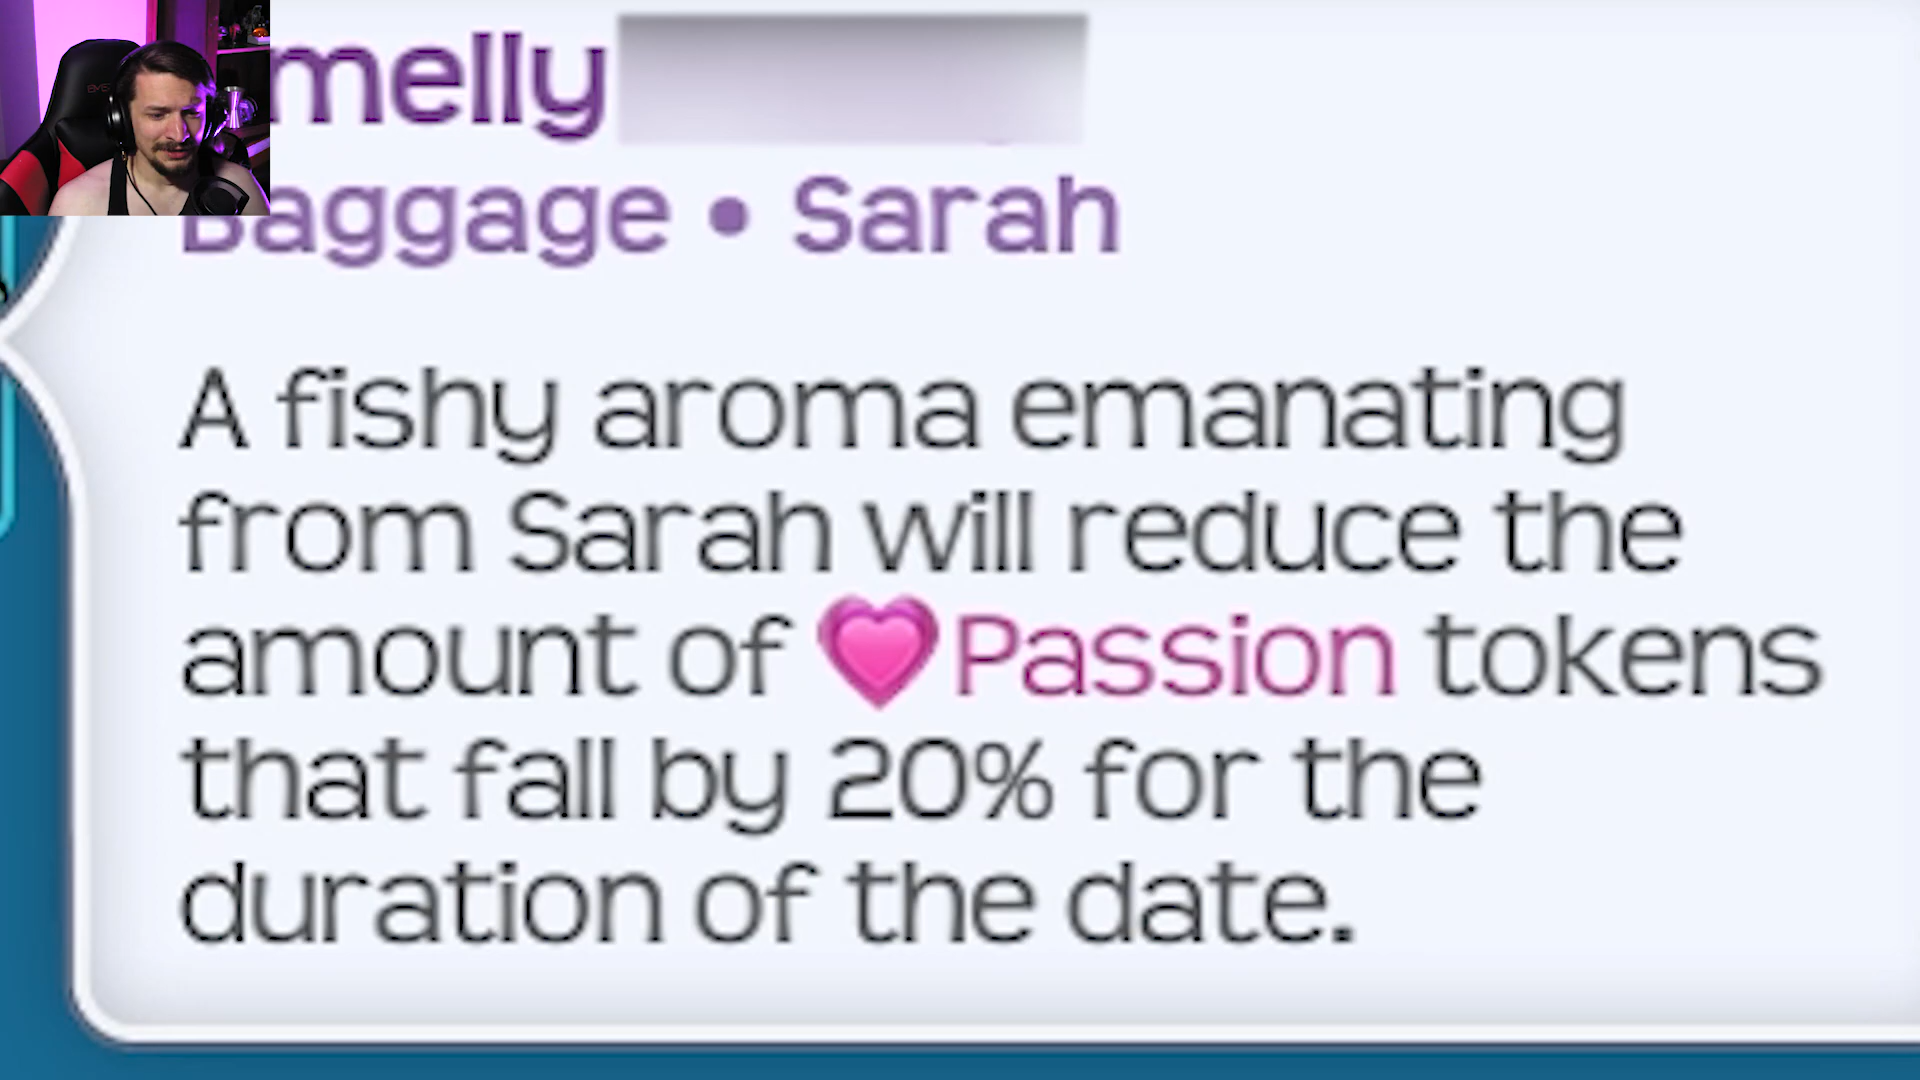 melly
Baggage • Sarah
A fishy aroma emanating
from Sarah will reduce the
amount of 💗Passion tokens
that fall by 20% for the
duration of the date.